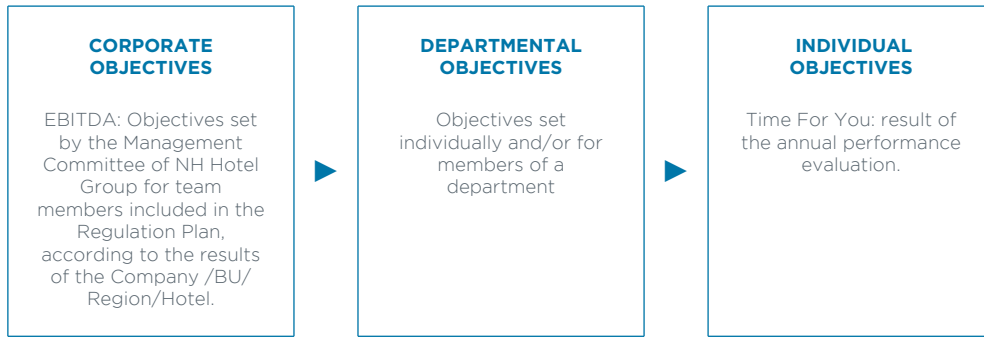 CORPORATE
OBJECTIVES
EBITDA: Objectives set
by the Management
Committee of NH Hotel
Group for team
members included in the
Regulation Plan,
according to the results
of the Company /BU/
Region/Hotel.
DEPARTMENTAL
OBJECTIVES
Objectives set
individually and/or for
members of a
department
INDIVIDUAL
OBJECTIVES
Time For You: result of
the annual performance
evaluation.